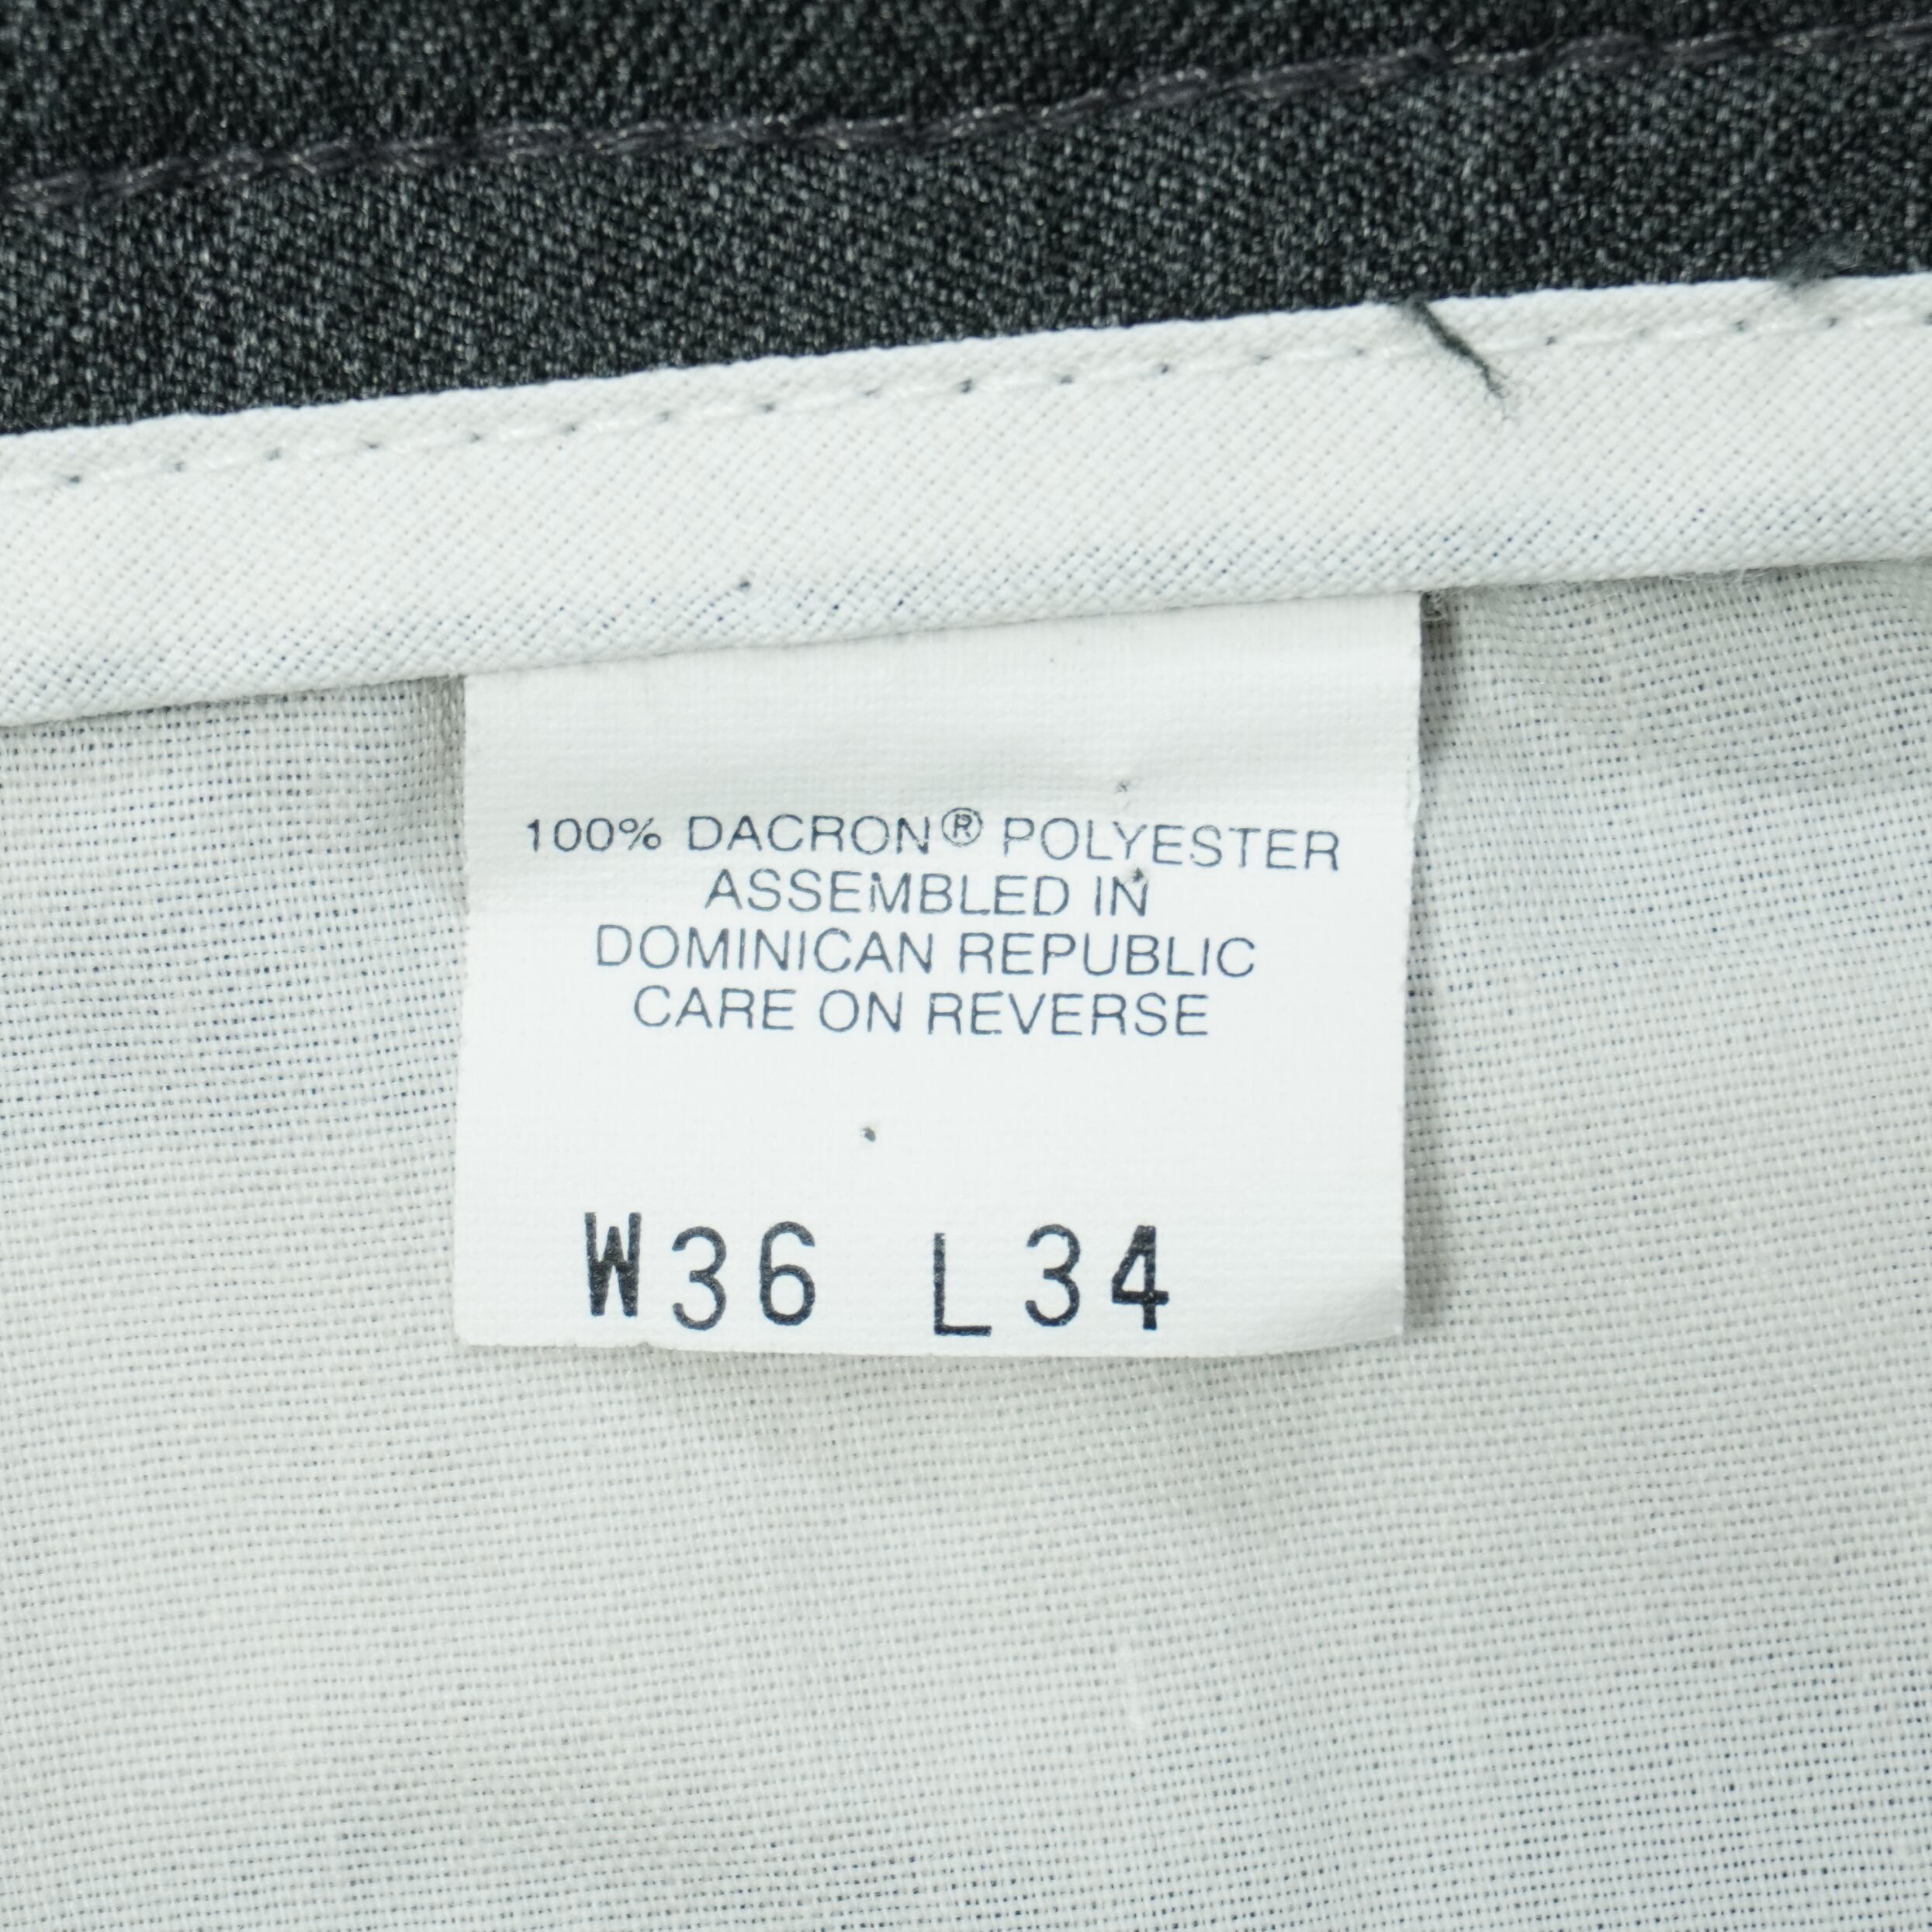 100% DACRON® POLYESTER
ASSEMBLED IN
DOMINICAN REPUBLIC
CARE ON REVERSE
W36 L34